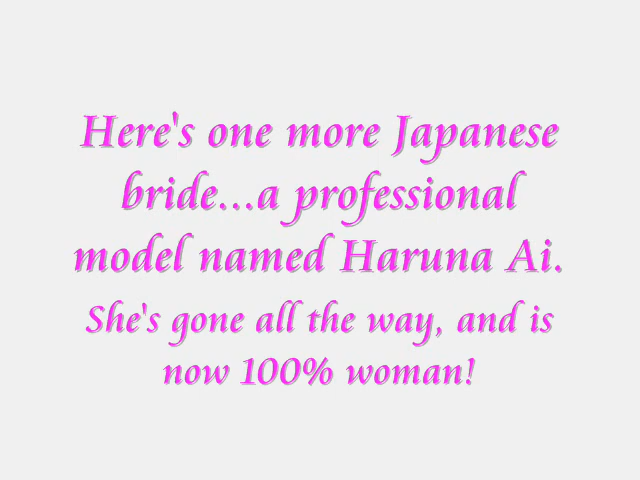 Here's one more Japanese
bride...a professional
model named Haruna Ai.
She's gone all the way, and is
now 100% woman!